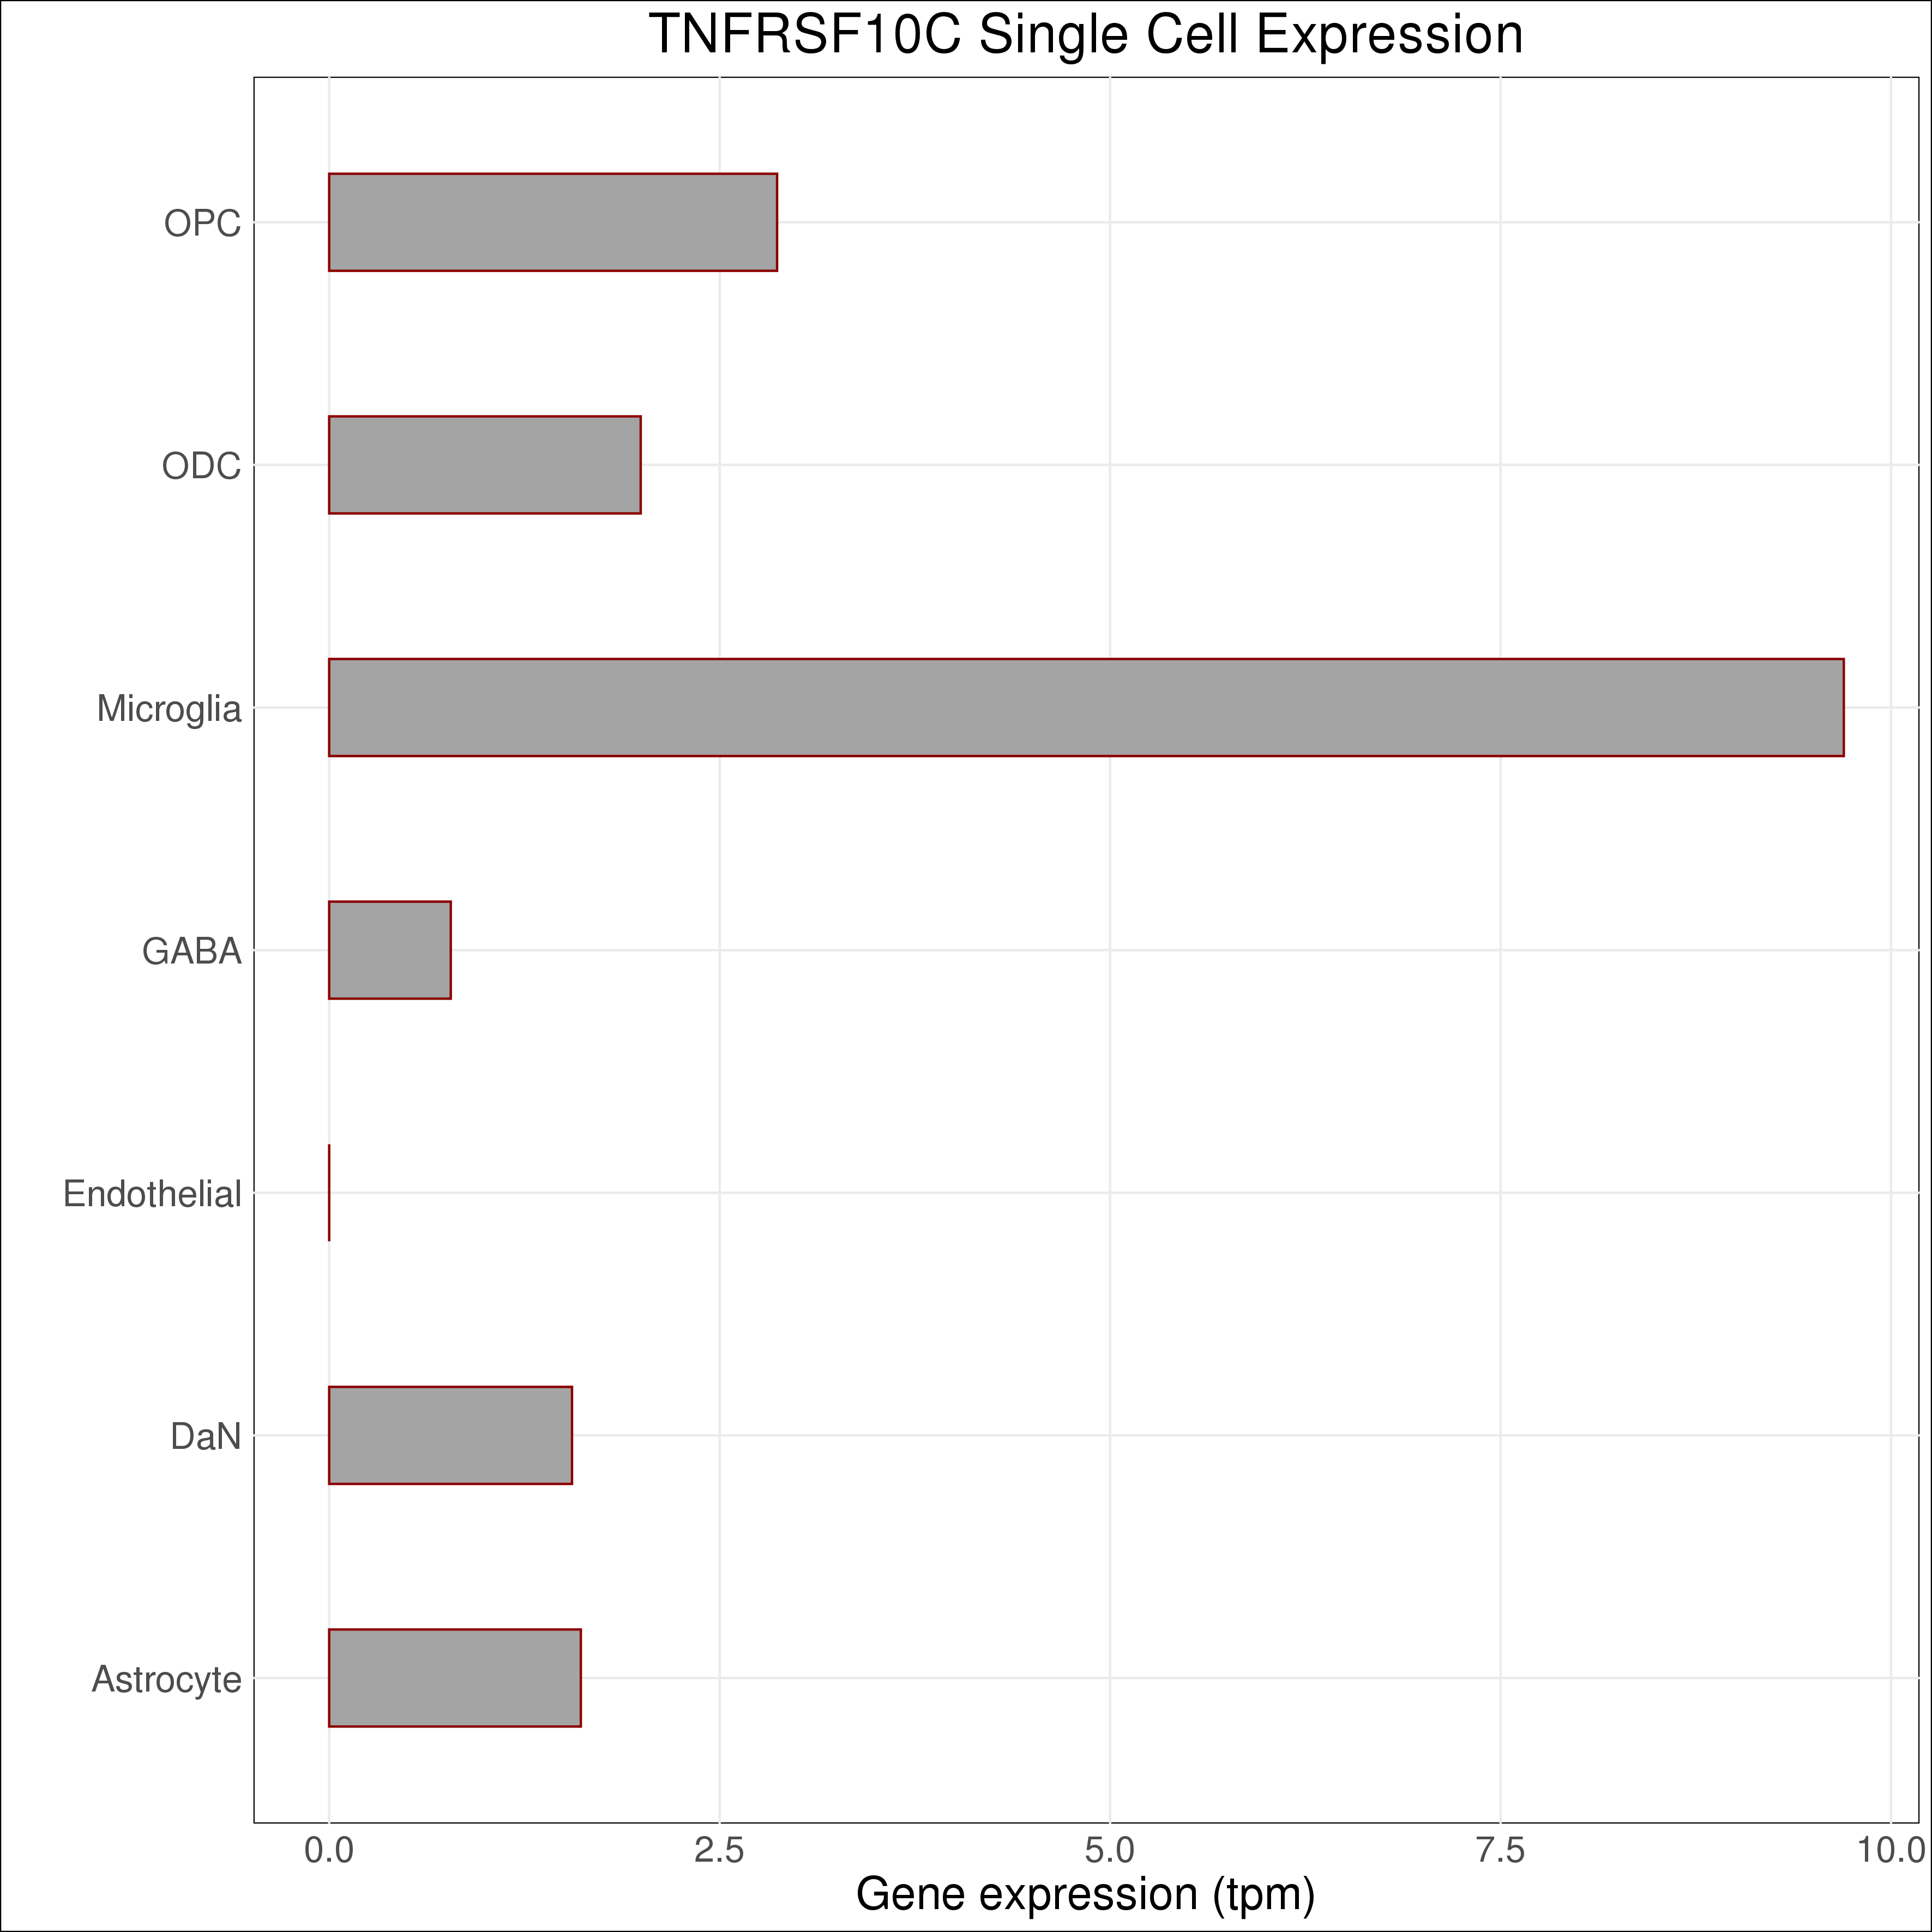 TNFRSF10C Single Cell Expression
OPC
ODC
Microglia
GABA
Endothelial
DaN
Astrocyte
0.0 2.5 5.0 7.5 10.0
Gene expression (tpm)